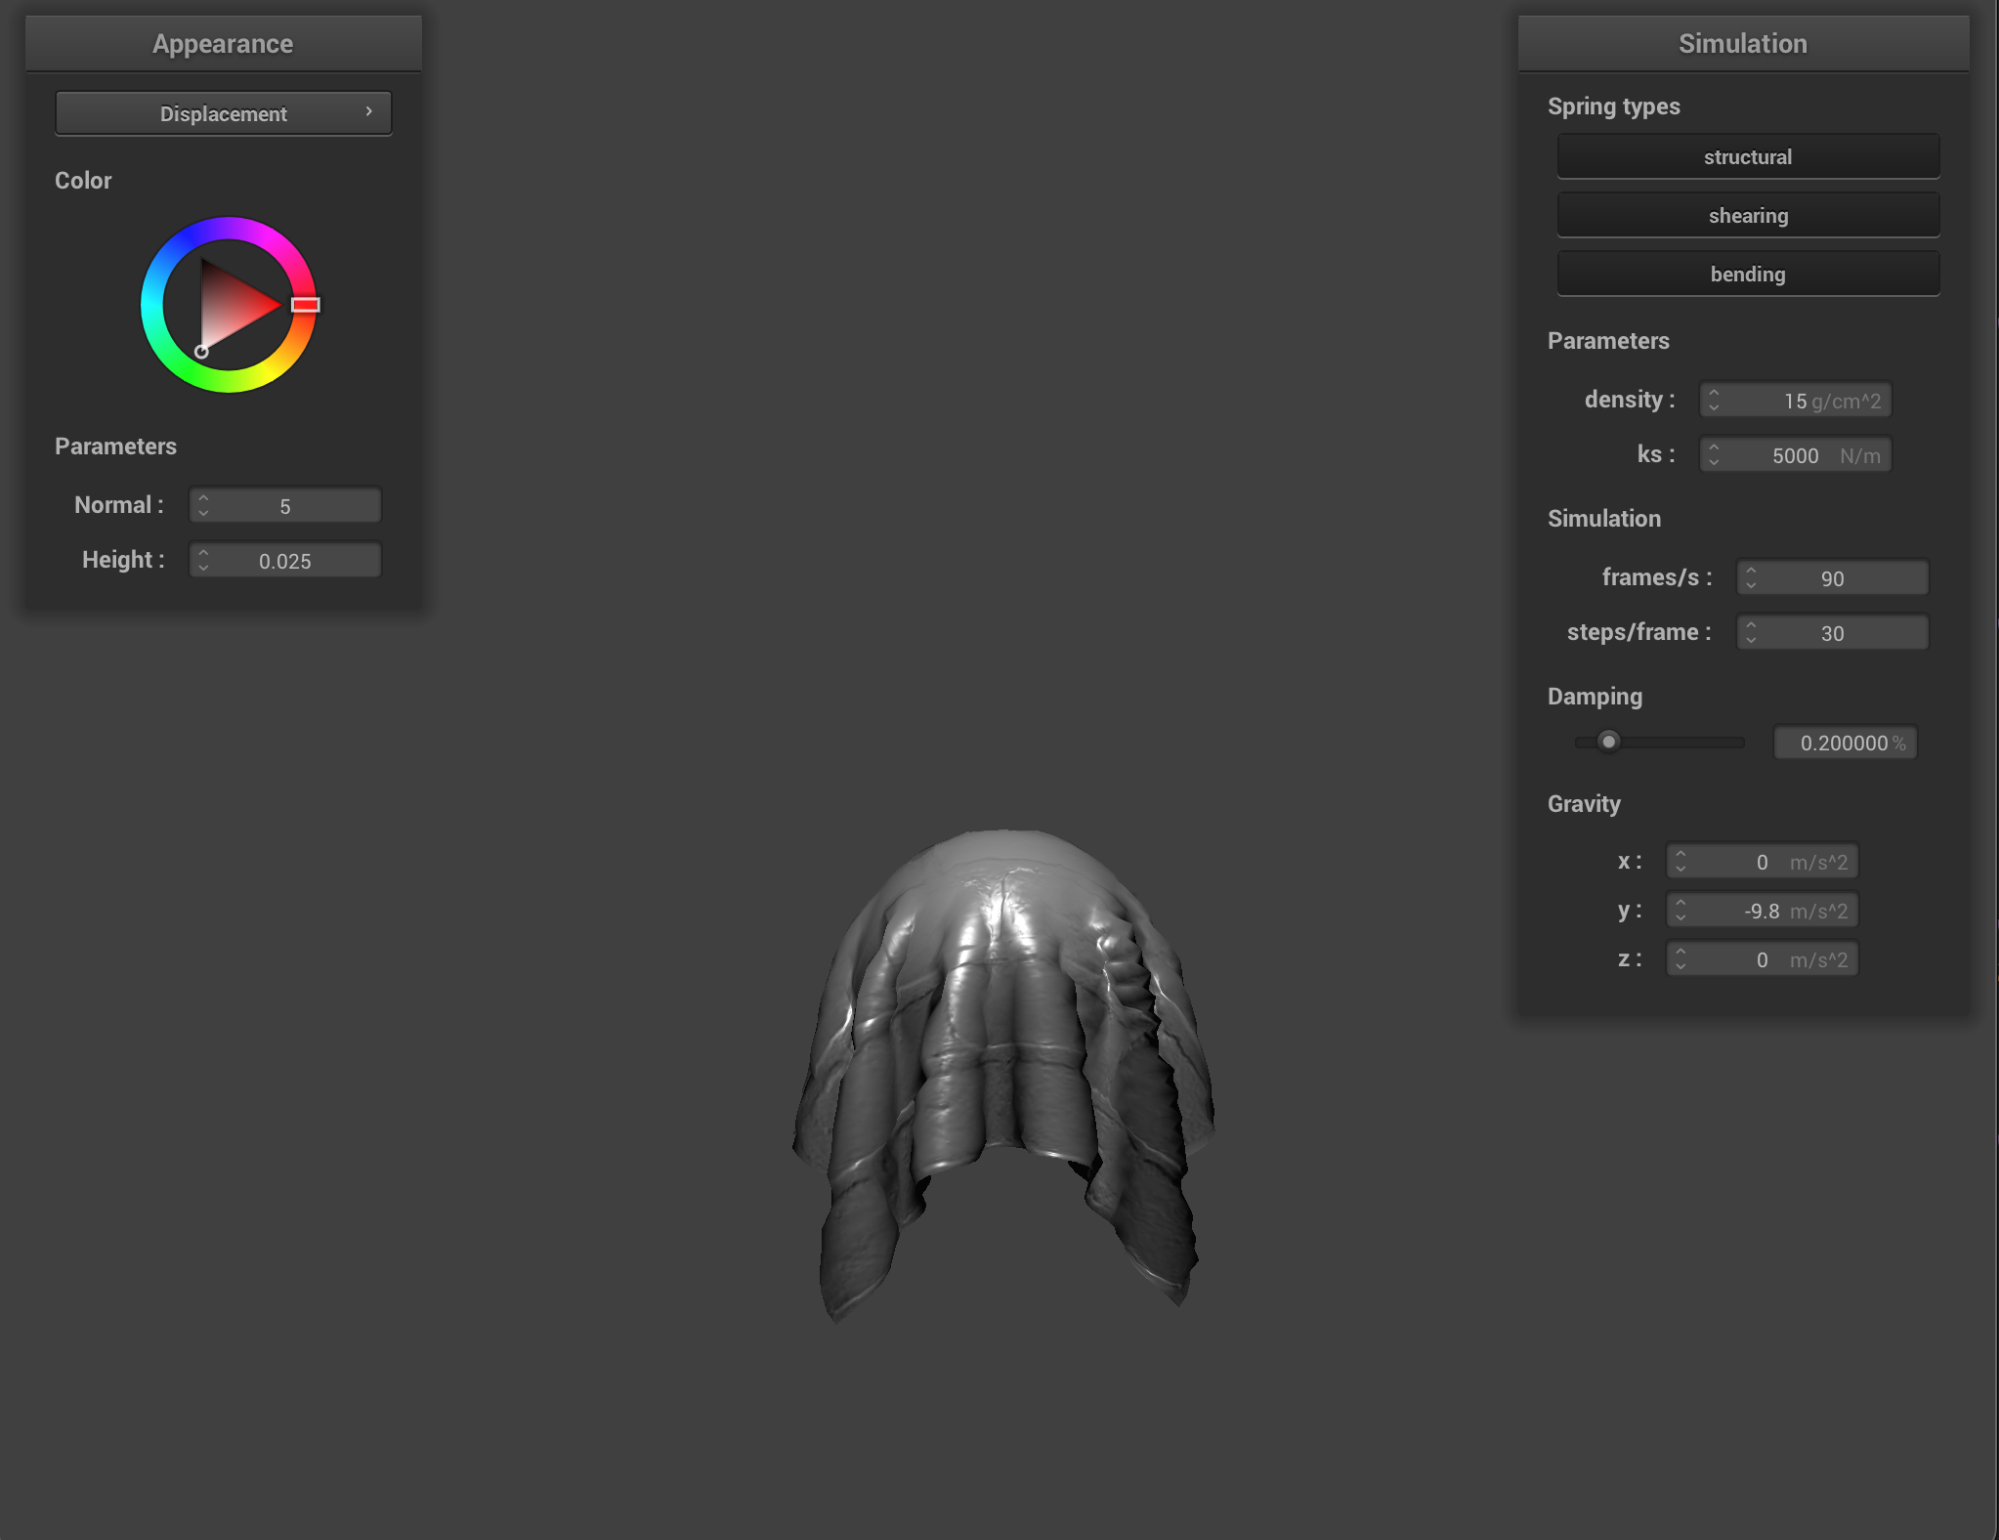 Appearance
Displacement
Color
Parameters
Normal : 5
Height : 0.025
Simulation
Spring types
structural
shearing
bending
Parameters
density : 15 g/cm^2
ks : 5000 N/m
Simulation
frames/s : 90
steps/frame : 30
Damping
0.200000 %
Gravity
x : 0 m/s^2
y : -9.8 m/s^2
z : 0 m/s^2